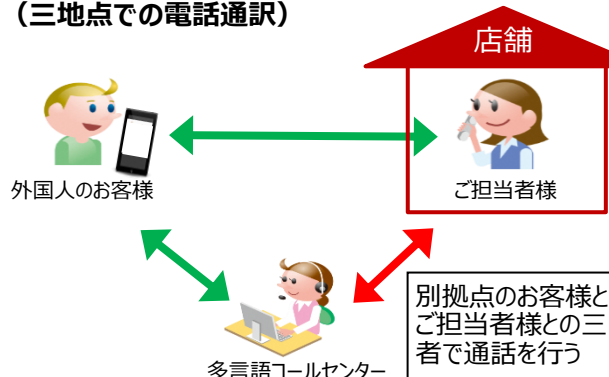 （三地点での電話通訳）
店舗
外国人のお客様
ご担当者様
別拠点のお客様と
ご担当者様との三
者で通話を行う
多言語コールセンター